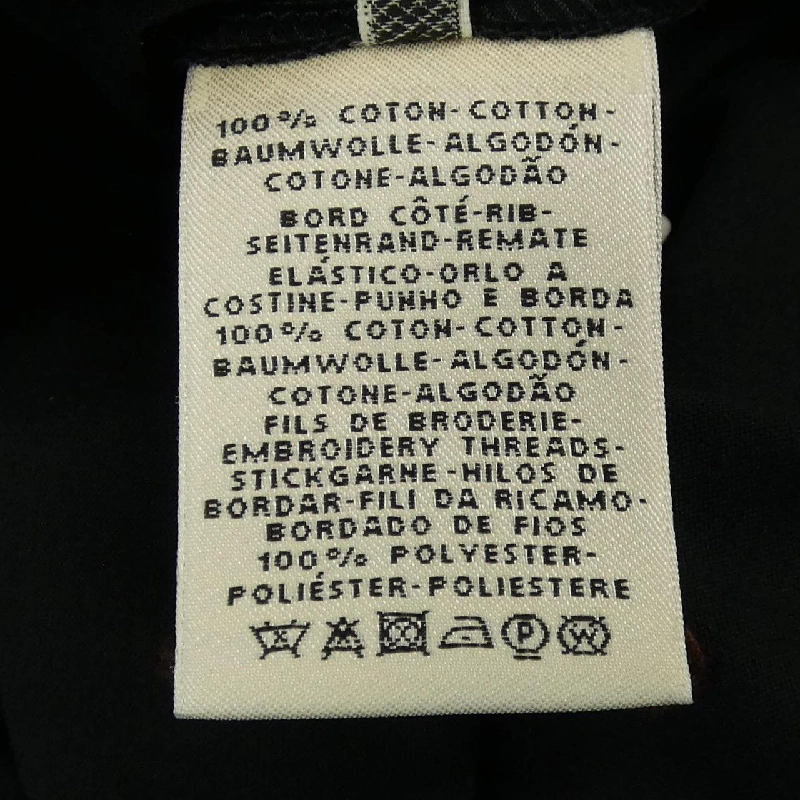 100% COTON-COTTON-
BAUMWOLLE-ALGODÓN-
COTONE-ALGODÃO
BORD CÔTÉ-RIB-
SEITENRAND-REMATE
ELÁSTICO-ORLO A
COSTINE-PUNHO E BORDA
100% COTON-COTTON-
BAUMWOLLE-ALGODÓN-
COTONE-ALGODÃO
FILS DE BRODERIE-
EMBROIDERY THREADS-
STICKGARNE-HILOS DE
BORDAR-FILI DA RICAMO-
BORDADO DE FIOS
100% POLYESTER-
POLIÉSTER-POLIESTERE
P W